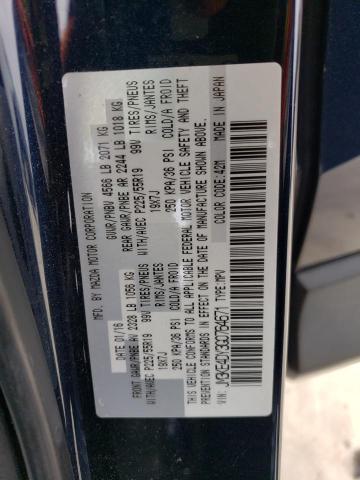 MFD BY MAZDA MOTOR CORPORATION
DATE: 01/16 GVWR/PNBV 4566 LB 2071 KG
FRONT GAWR/PNBE AV 2328 LB 1056 KG REAR GAWR/PNBE AR 2244 LB 1018 KG
WITH/AVEC P225/55R19 99V TIRES/PNEUS WITH/AVEC P225/55R19 99V TIRES/PNEUS
19X7J RIMS/JANTES 19X7J RIMS/JANTES
250 KPA/36 PSI COLD/A FROID 250 KPA/36 PSI COLD/A FROID
THIS VEHICLE CONFORMS TO ALL APPLICABLE FEDERAL MOTOR VEHICLE SAFETY AND THEFT
PREVENTION STANDARDS IN EFFECT ON THE DATE OF MANUFACTURE SHOWN ABOVE.
VIN: TYPE:MPV COLOR CODE:42M MADE IN JAPAN